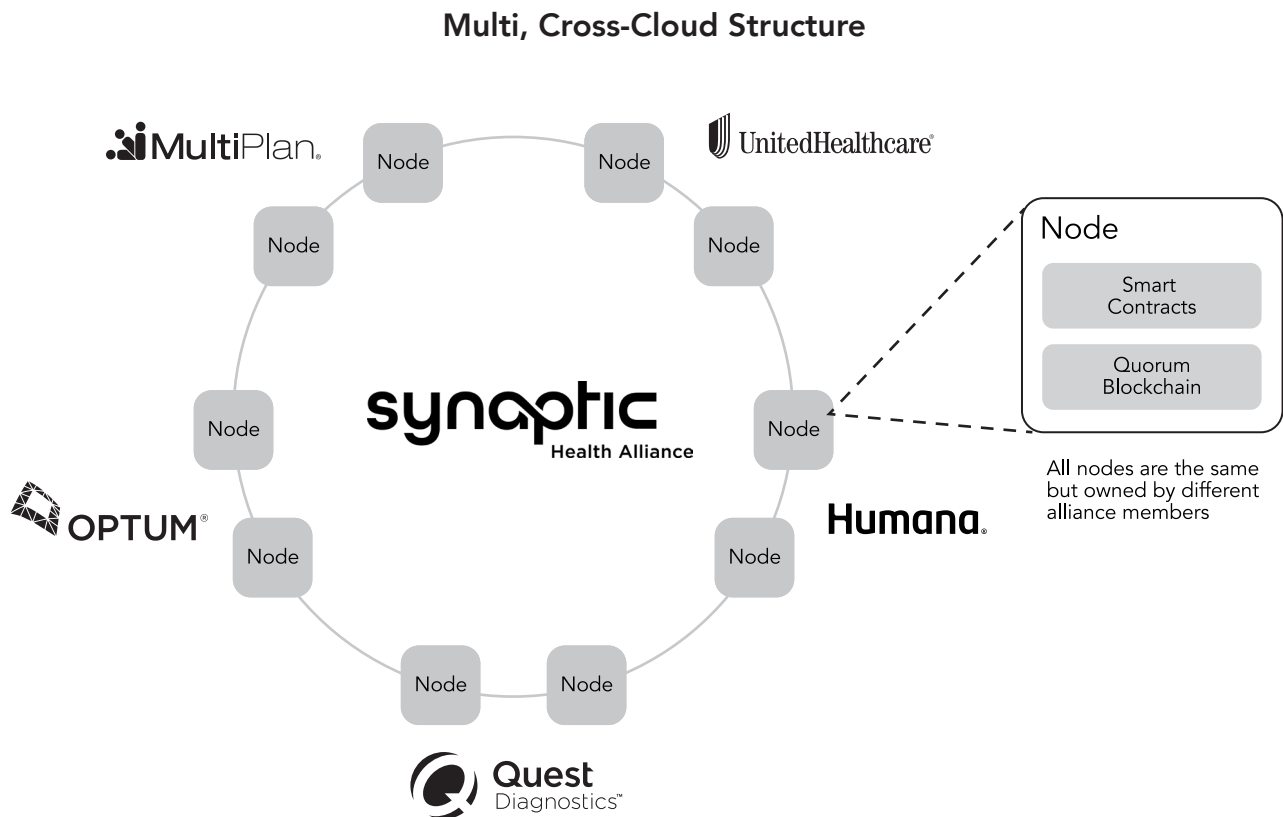 Multi, Cross-Cloud Structure
MultiPlan®
Node
Node
UnitedHealthcare®
Node
Node
Node
Smart
Contracts
Quorum
Blockchain
synaptic
Health Alliance
Node
Node
All nodes are the same
but owned by different
alliance members
OPTUM®
Humana®
Node
Node
Node
Node
Quest
Diagnostics™